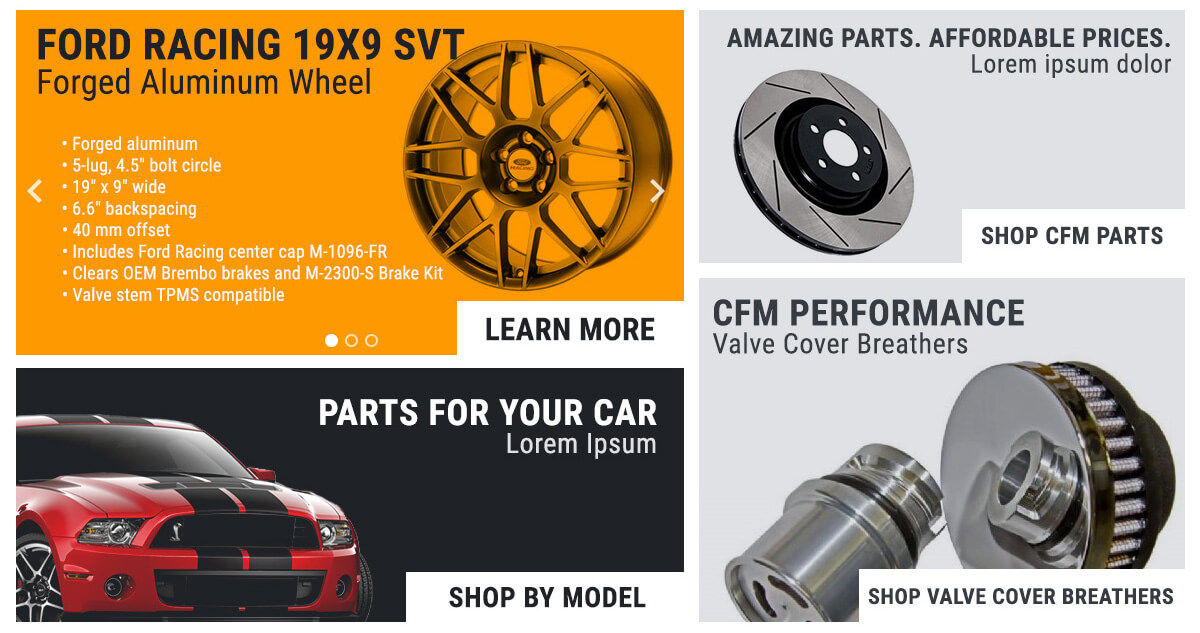 FORD RACING 19X9 SVT
Forged Aluminum Wheel
• Forged aluminum
• 5-lug, 4.5" bolt circle
• 19" x 9" wide
• 6.6" backspacing
• 40 mm offset
• Includes Ford Racing center cap M-1096-FR
• Clears OEM Brembo brakes and M-2300-S Brake Kit
• Valve stem TPMS compatible
Ford
RACING
LEARN MORE
PARTS FOR YOUR CAR
Lorem Ipsum
SHOP BY MODEL
AMAZING PARTS. AFFORDABLE PRICES.
Lorem ipsum dolor
SHOP CFM PARTS
CFM PERFORMANCE
Valve Cover Breathers
SHOP VALVE COVER BREATHERS